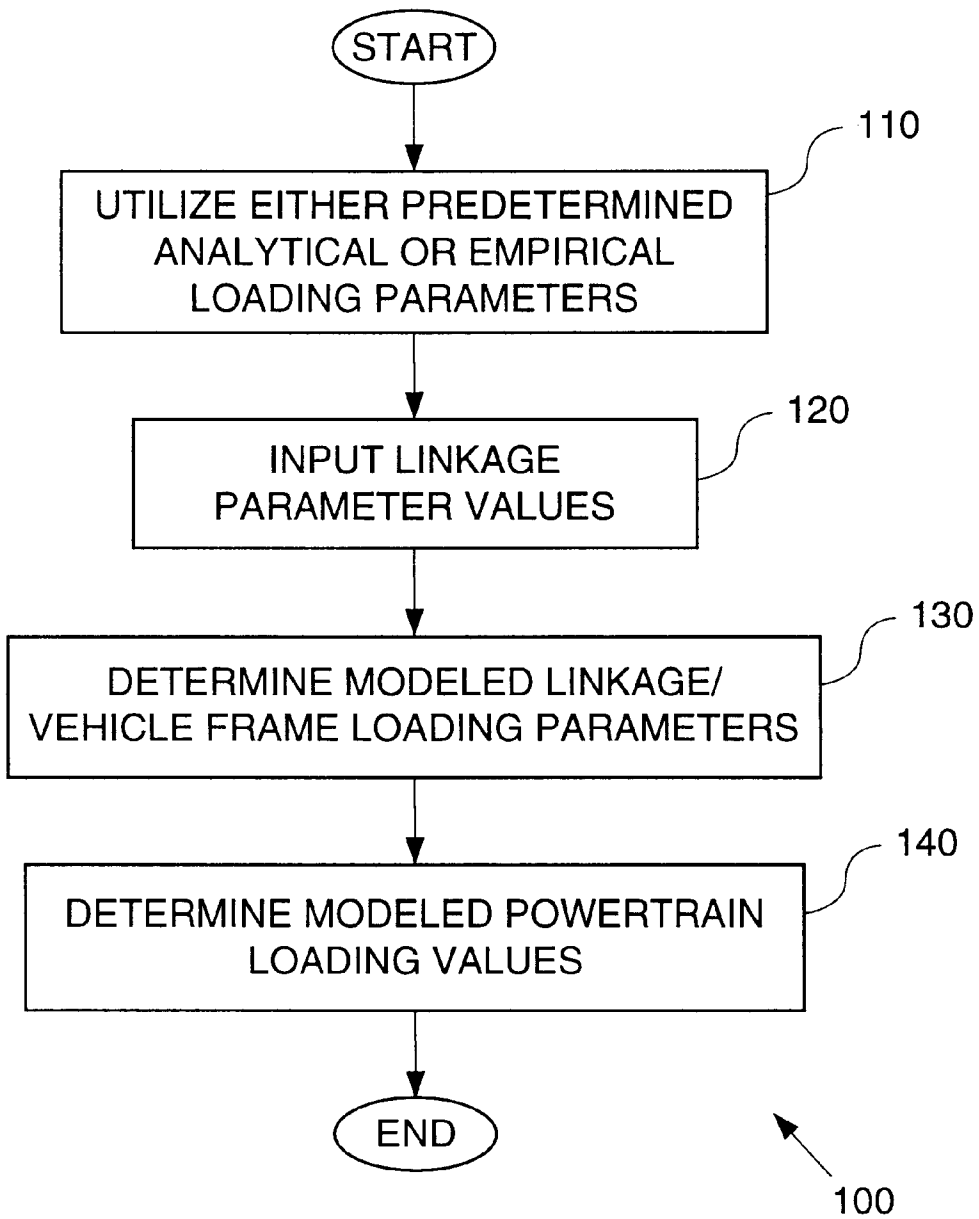 START
110
UTILIZE EITHER PREDETERMINED
ANALYTICAL OR EMPIRICAL
LOADING PARAMETERS
120
INPUT LINKAGE
PARAMETER VALUES
130
DETERMINE MODELED LINKAGE/
VEHICLE FRAME LOADING PARAMETERS
140
DETERMINE MODELED POWERTRAIN
LOADING VALUES
END
100